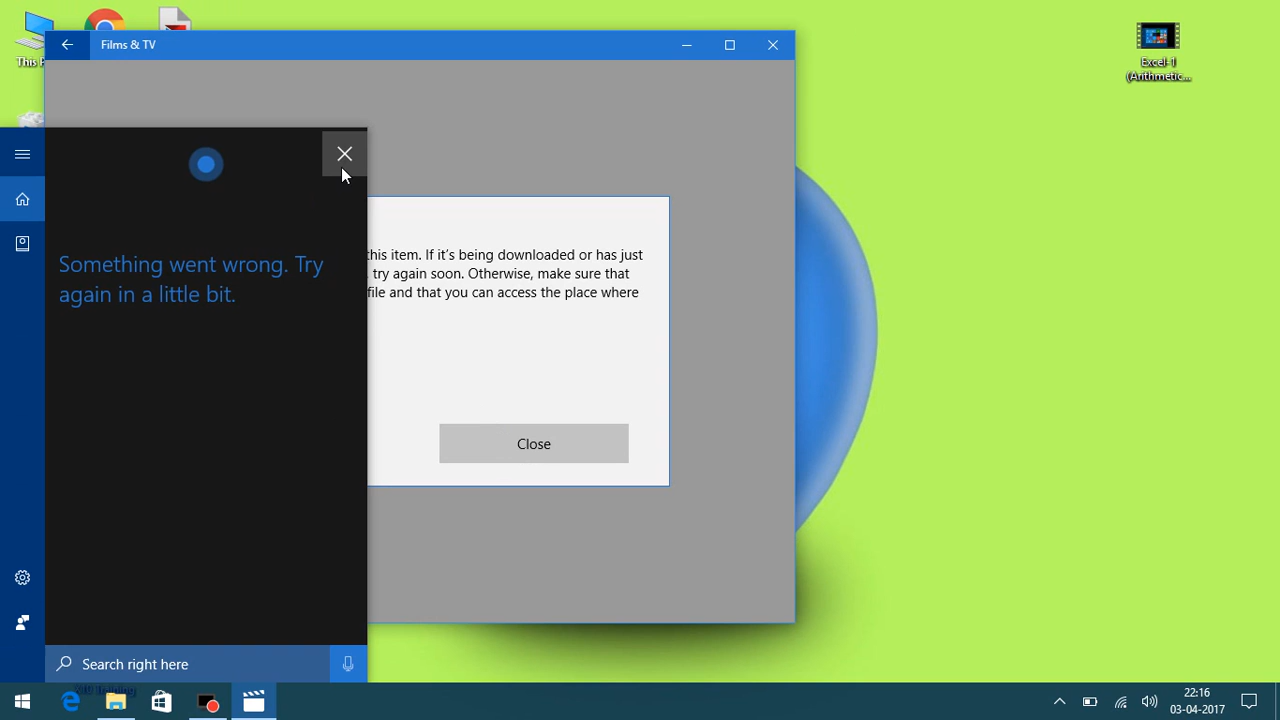 Films & TV
This P
Excel-1
(Arithmetic...
Something went wrong. Try
again in a little bit.
this item. If it's being downloaded or has just
try again soon. Otherwise, make sure that
file and that you can access the place where
Close
Search right here
22:16
03-04-2017